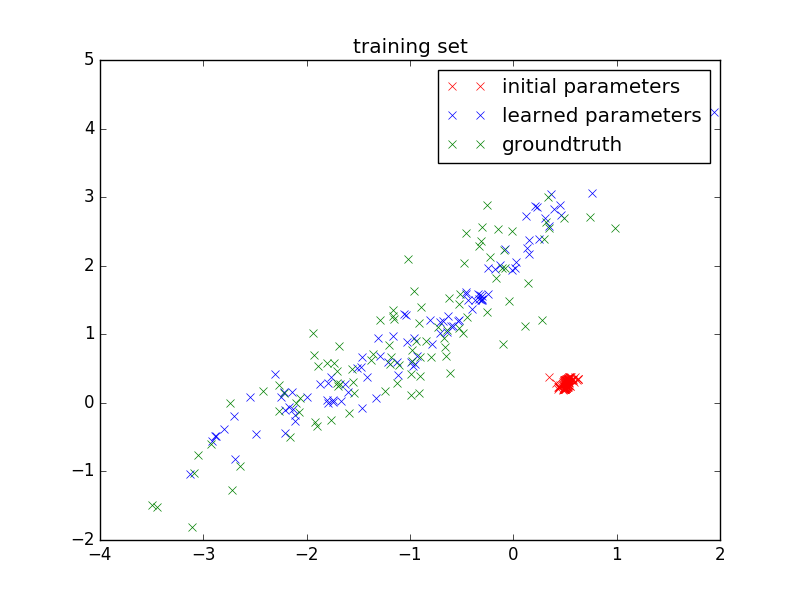 training set
5
initial parameters
learned parameters
groundtruth
4
3
2
1
0
−1
−2
−4 −3 −2 −1 0 1 2